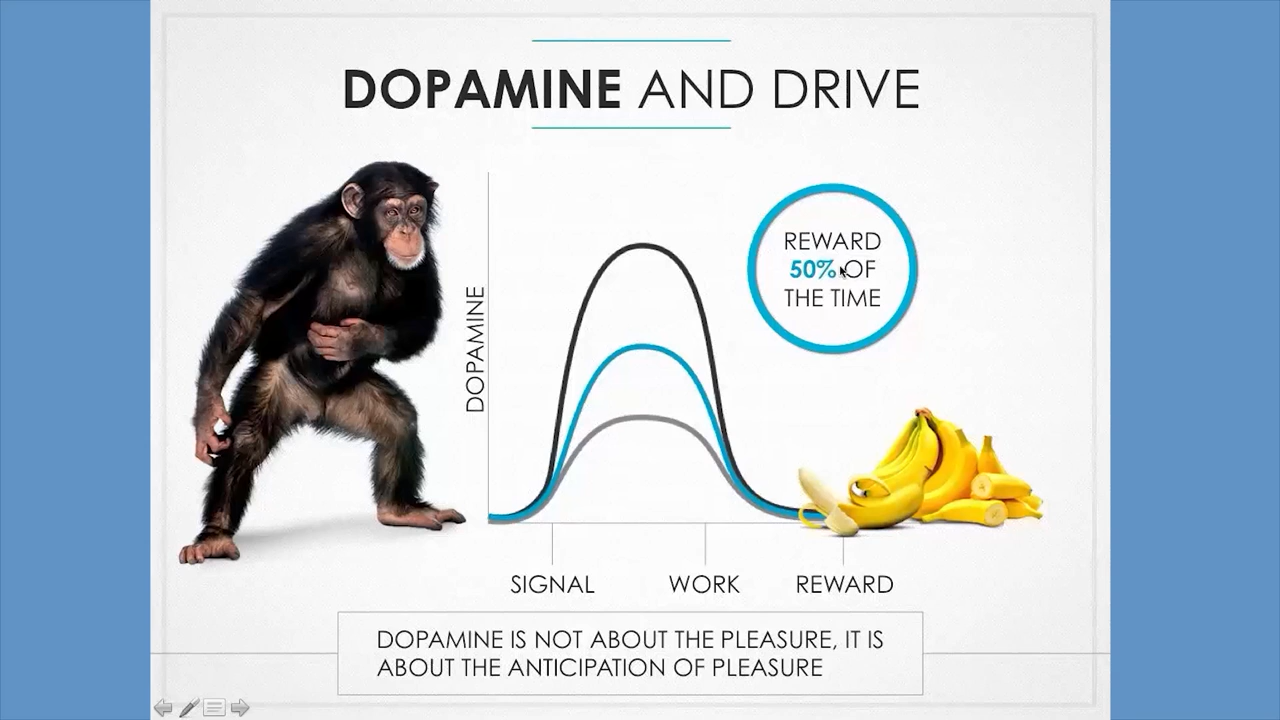 DOPAMINE AND DRIVE
REWARD
50% OF
THE TIME
DOPAMINE
SIGNAL
WORK
REWARD
DOPAMINE IS NOT ABOUT THE PLEASURE, IT IS
ABOUT THE ANTICIPATION OF PLEASURE